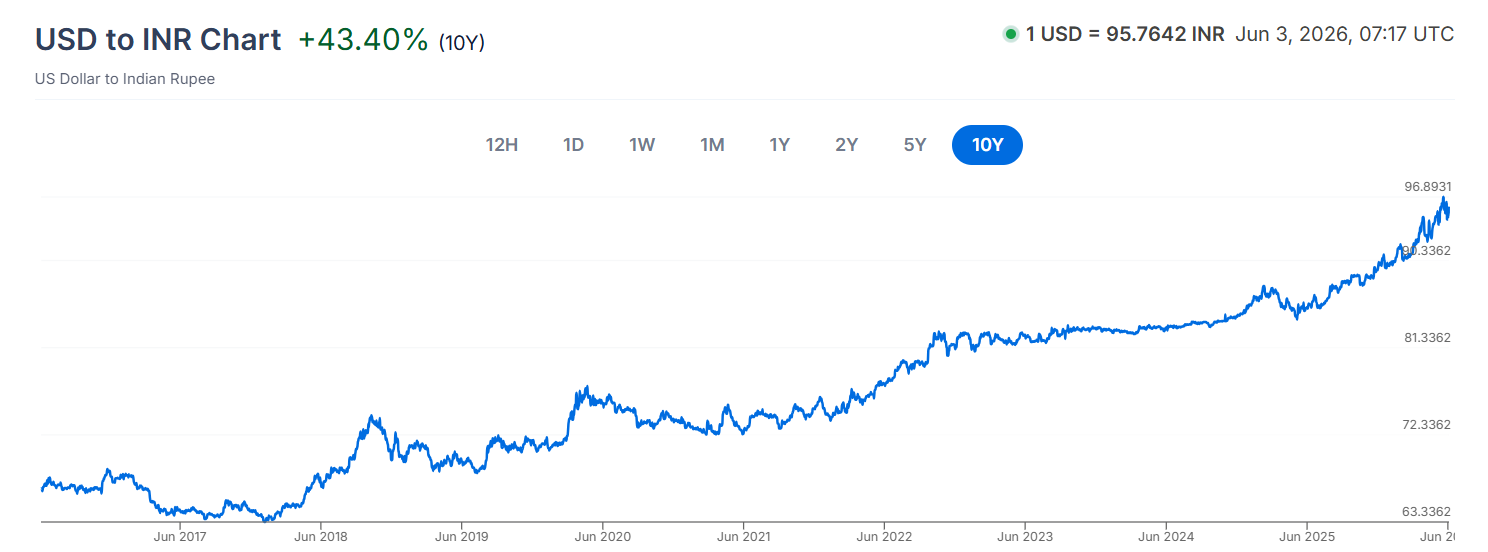 USD to INR Chart +43.40% (10Y)
1 USD = 95.7642 INR Jun 3, 2026, 07:17 UTC
US Dollar to Indian Rupee
12H 1D 1W 1M 1Y 2Y 5Y 10Y
96.8931
90.3362
81.3362
72.3362
63.3362
Jun 2017 Jun 2018 Jun 2019 Jun 2020 Jun 2021 Jun 2022 Jun 2023 Jun 2024 Jun 2025 Jun